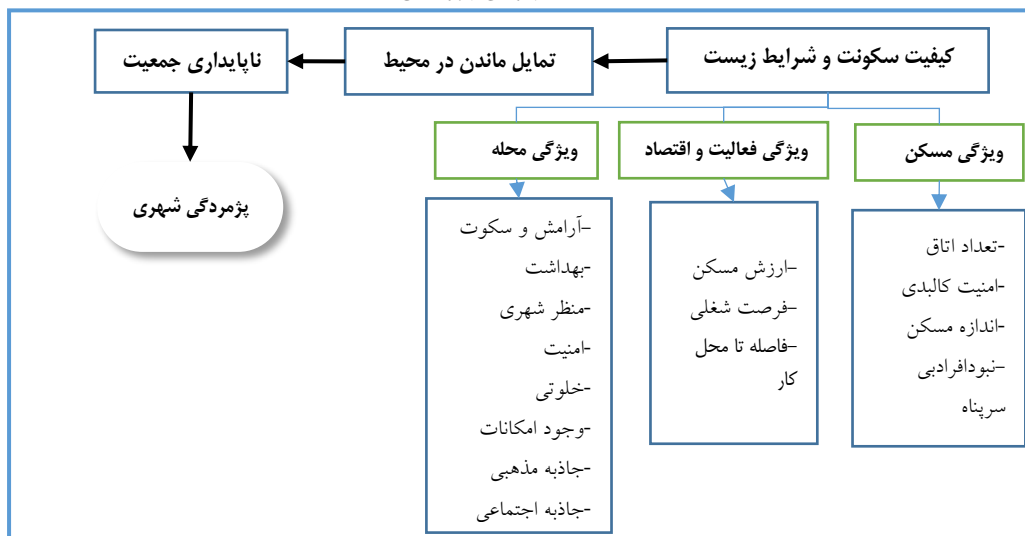 کیفیت سکونت و شرایط زیست
تمایل ماندن در محیط
ناپایداری جمعیت
پژمردگی شهری
ویژگی مسکن
ویژگی فعالیت و اقتصاد
ویژگی محله
-تعداد اتاق
-امنیت کالبدی
-اندازه مسکن
-نبودافرادبی
سرپناه
-ارزش مسکن
-فرصت شغلی
-فاصله تا محل
کار
-آرامش و سکوت
-بهداشت
-منظر شهری
-امنیت
-خلوتی
-وجود امکانات
-جاذبه مذهبی
-جاذبه اجتماعی